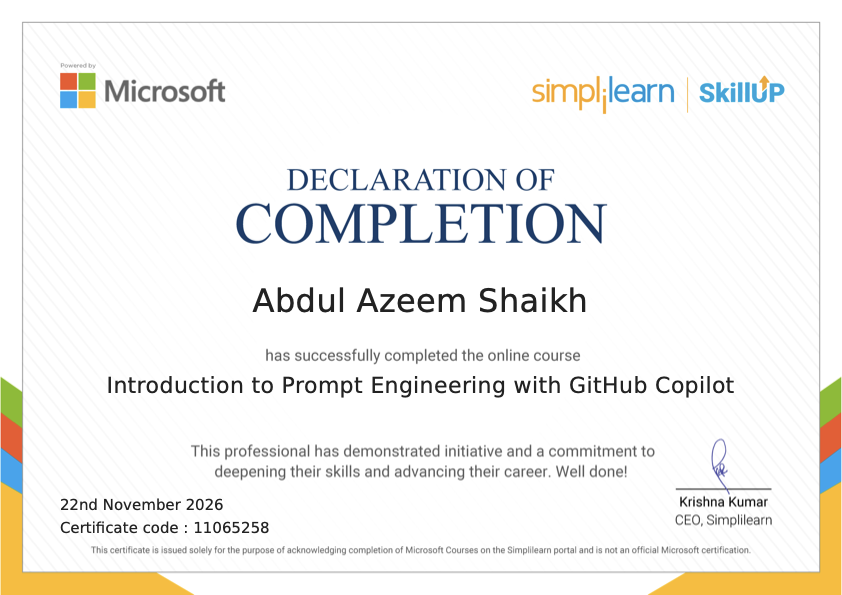 Powered by
Microsoft
simplilearn | SkillUP
DECLARATION OF
COMPLETION
Abdul Azeem Shaikh
has successfully completed the online course
Introduction to Prompt Engineering with GitHub Copilot
This professional has demonstrated initiative and a commitment to
deepening their skills and advancing their career. Well done!
22nd November 2026
Certificate code : 11065258
Krishna Kumar
CEO, Simplilearn
This certificate is issued solely for the purpose of acknowledging completion of Microsoft Courses on the Simplilearn portal and is not an official Microsoft certification.